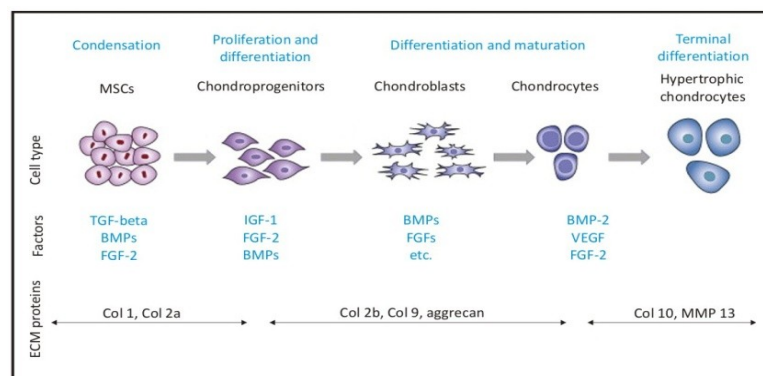 Condensation
Proliferation and
differentiation
Differentiation and maturation
Terminal
differentiation
MSCs
Chondroprogenitors
Chondroblasts
Chondrocytes
Hypertrophic
chondrocytes
Cell type
Factors
TGF-beta
BMPs
FGF-2
IGF-1
FGF-2
BMPs
BMPs
FGFs
etc.
BMP-2
VEGF
FGF-2
ECM proteins
Col 1, Col 2a
Col 2b, Col 9, aggrecan
Col 10, MMP 13